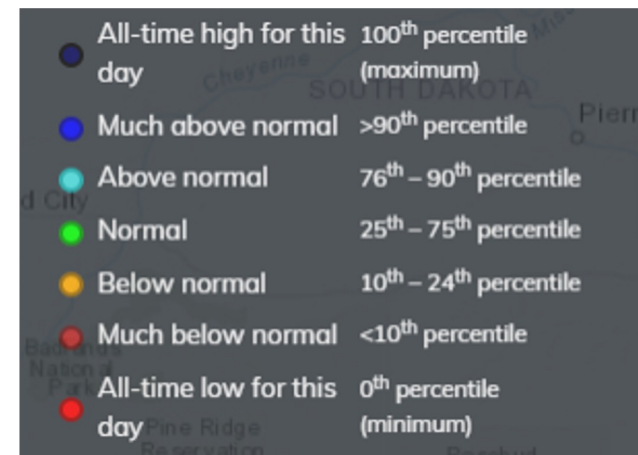 All-time high for this day 100th percentile (maximum)
Much above normal >90th percentile
Above normal 76th – 90th percentile
Normal 25th – 75th percentile
Below normal 10th – 24th percentile
Much below normal <10th percentile
All-time low for this day 0th percentile (minimum)
Cheyenne
SOUTH DAKOTA
Pierr
d City
Badlands
National
Park
Pine Ridge
Reservation